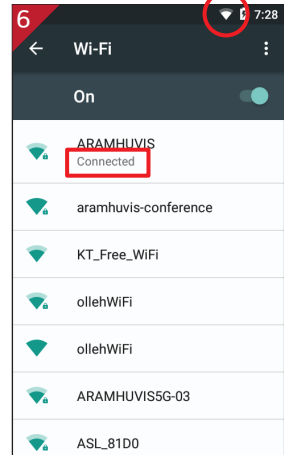 6
7:28
Wi-Fi
On
ARAMHUVIS
Connected
aramhuvis-conference
KT_Free_WiFi
ollehWiFi
ollehWiFi
ARAMHUVIS5G-03
ASL_81D0